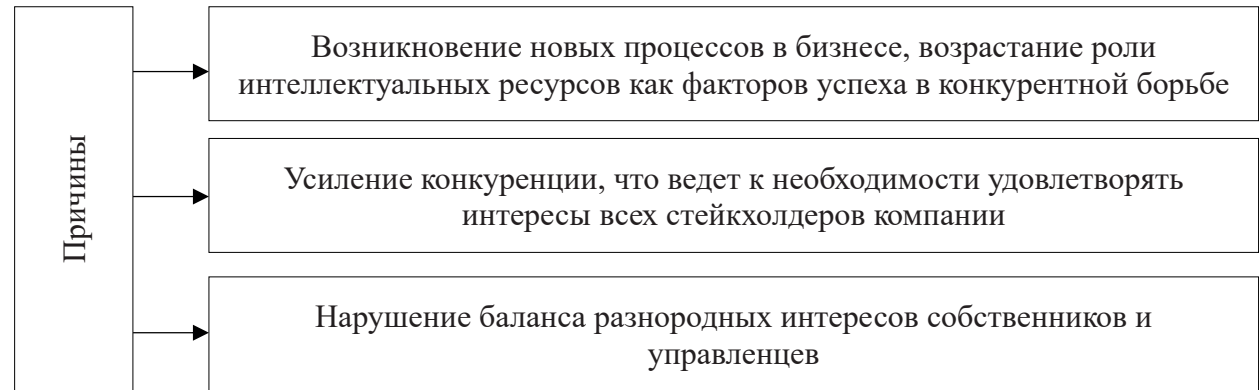 Причины
Возникновение новых процессов в бизнесе, возрастание роли
интеллектуальных ресурсов как факторов успеха в конкурентной борьбе
Усиление конкуренции, что ведет к необходимости удовлетворять
интересы всех стейкхолдеров компании
Нарушение баланса разнородных интересов собственников и
управленцев